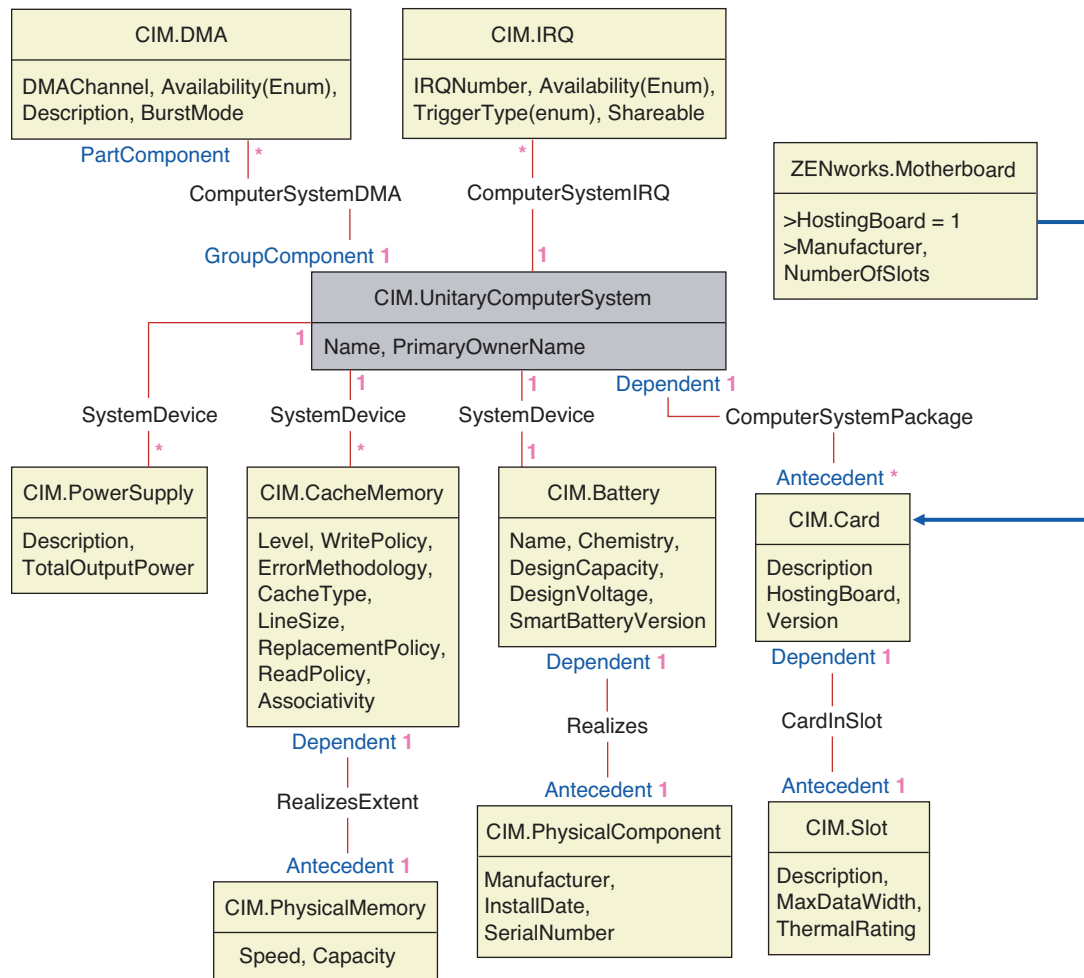 CIM.DMA
DMAChannel, Availability(Enum),
Description, BurstMode
CIM.IRQ
IRQNumber, Availability(Enum),
TriggerType(enum), Shareable
PartComponent *
*
ComputerSystemDMA
ComputerSystemIRQ
GroupComponent 1
1
ZENworks.Motherboard
>HostingBoard = 1
>Manufacturer,
NumberOfSlots
CIM.UnitaryComputerSystem
Name, PrimaryOwnerName
1
1
1
Dependent 1
SystemDevice
SystemDevice
SystemDevice
ComputerSystemPackage
*
*
1
Antecedent *
CIM.PowerSupply
Description,
TotalOutputPower
CIM.CacheMemory
Level, WritePolicy,
ErrorMethodology,
CacheType,
LineSize,
ReplacementPolicy,
ReadPolicy,
Associativity
CIM.Battery
Name, Chemistry,
DesignCapacity,
DesignVoltage,
SmartBatteryVersion
CIM.Card
Description
HostingBoard,
Version
Dependent 1
RealizesExtent
Antecedent 1
Dependent 1
Realizes
Antecedent 1
Dependent 1
CardInSlot
Antecedent 1
CIM.PhysicalMemory
Speed, Capacity
CIM.PhysicalComponent
Manufacturer,
InstallDate,
SerialNumber
CIM.Slot
Description,
MaxDataWidth,
ThermalRating